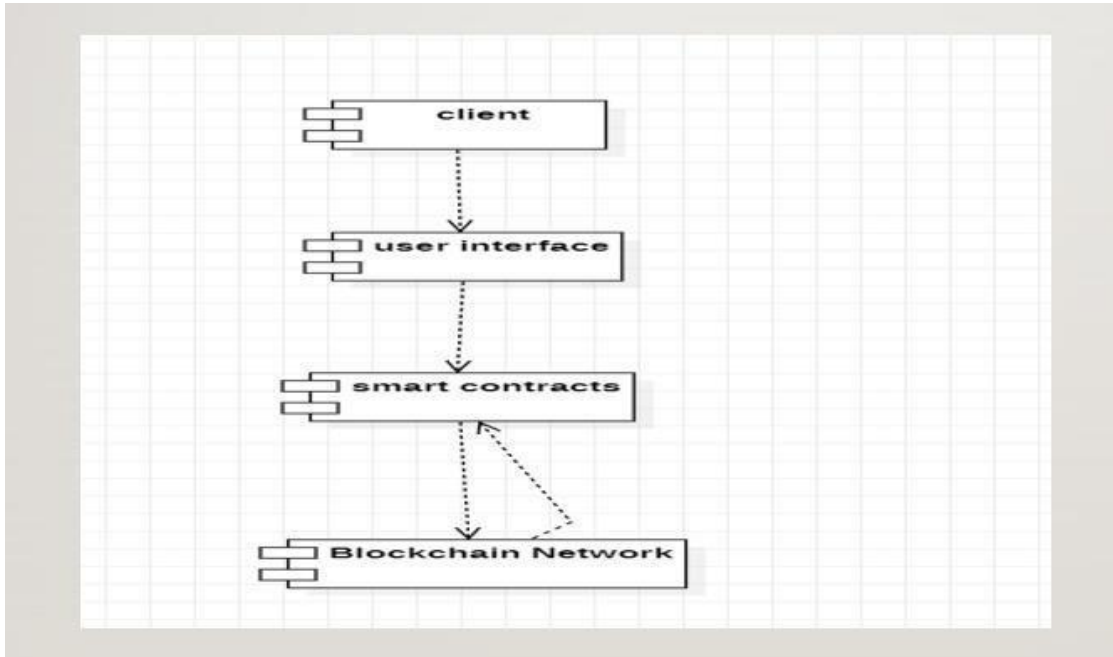 client
user interface
smart contracts
Blockchain Network